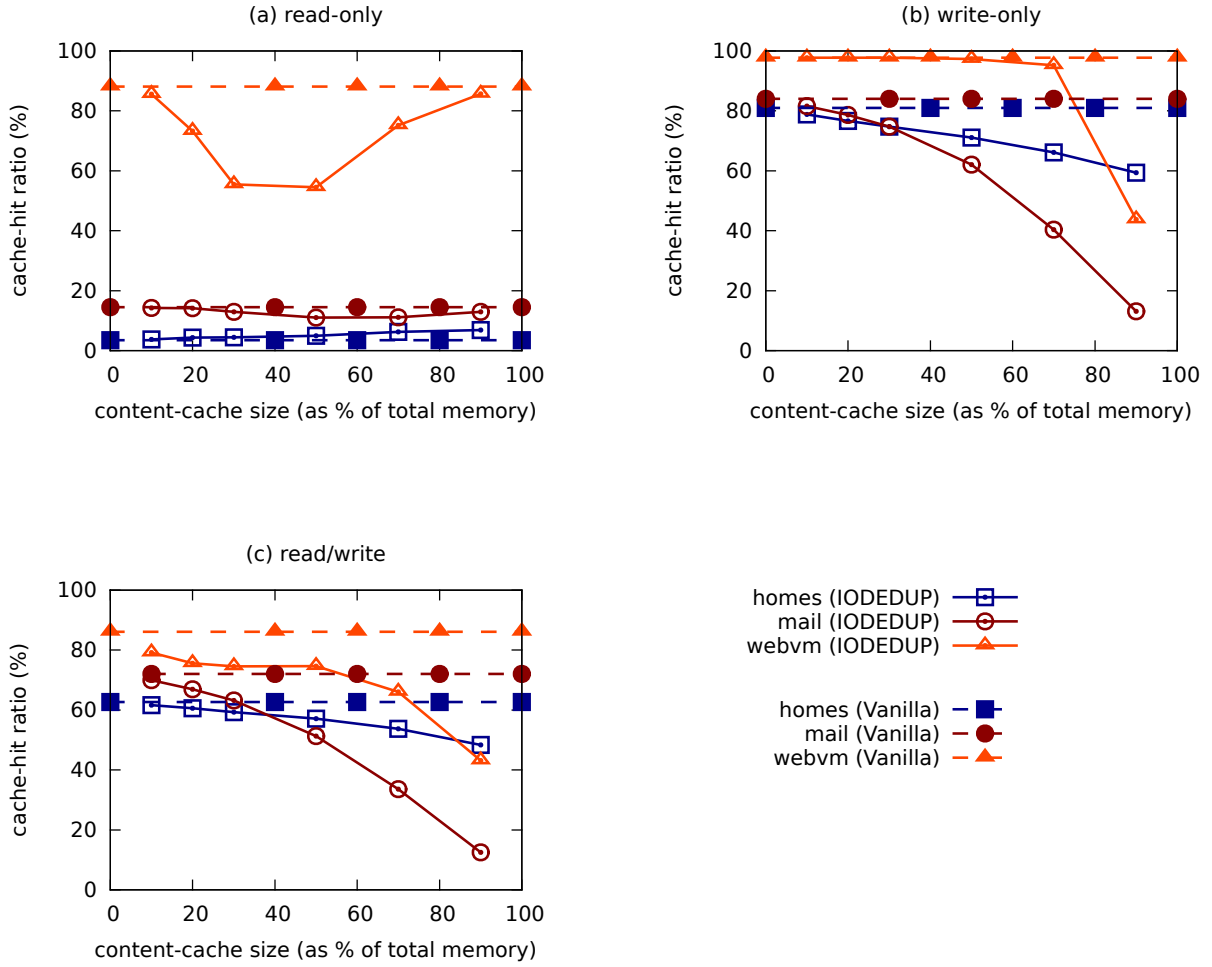 (a) read-only
100
80
60
40
20
0
cache-hit ratio (%)
0 20 40 60 80 100
content-cache size (as % of total memory)
(b) write-only
100
80
60
40
20
0
cache-hit ratio (%)
0 20 40 60 80 100
content-cache size (as % of total memory)
(c) read/write
100
80
60
40
20
0
cache-hit ratio (%)
0 20 40 60 80 100
content-cache size (as % of total memory)
homes (IODEDUP)
mail (IODEDUP)
webvm (IODEDUP)
homes (Vanilla)
mail (Vanilla)
webvm (Vanilla)